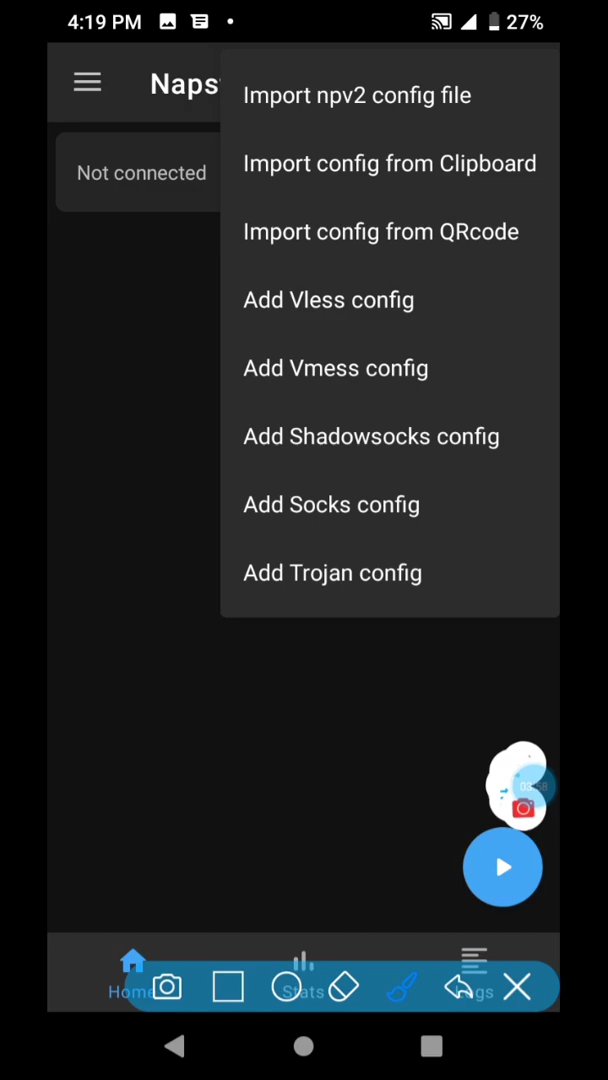 4:19 PM 27%
Naps
Import npv2 config file
Not connected
Import config from Clipboard
Import config from QRcode
Add Vless config
Add Vmess config
Add Shadowsocks config
Add Socks config
Add Trojan config
Home Stats Logs